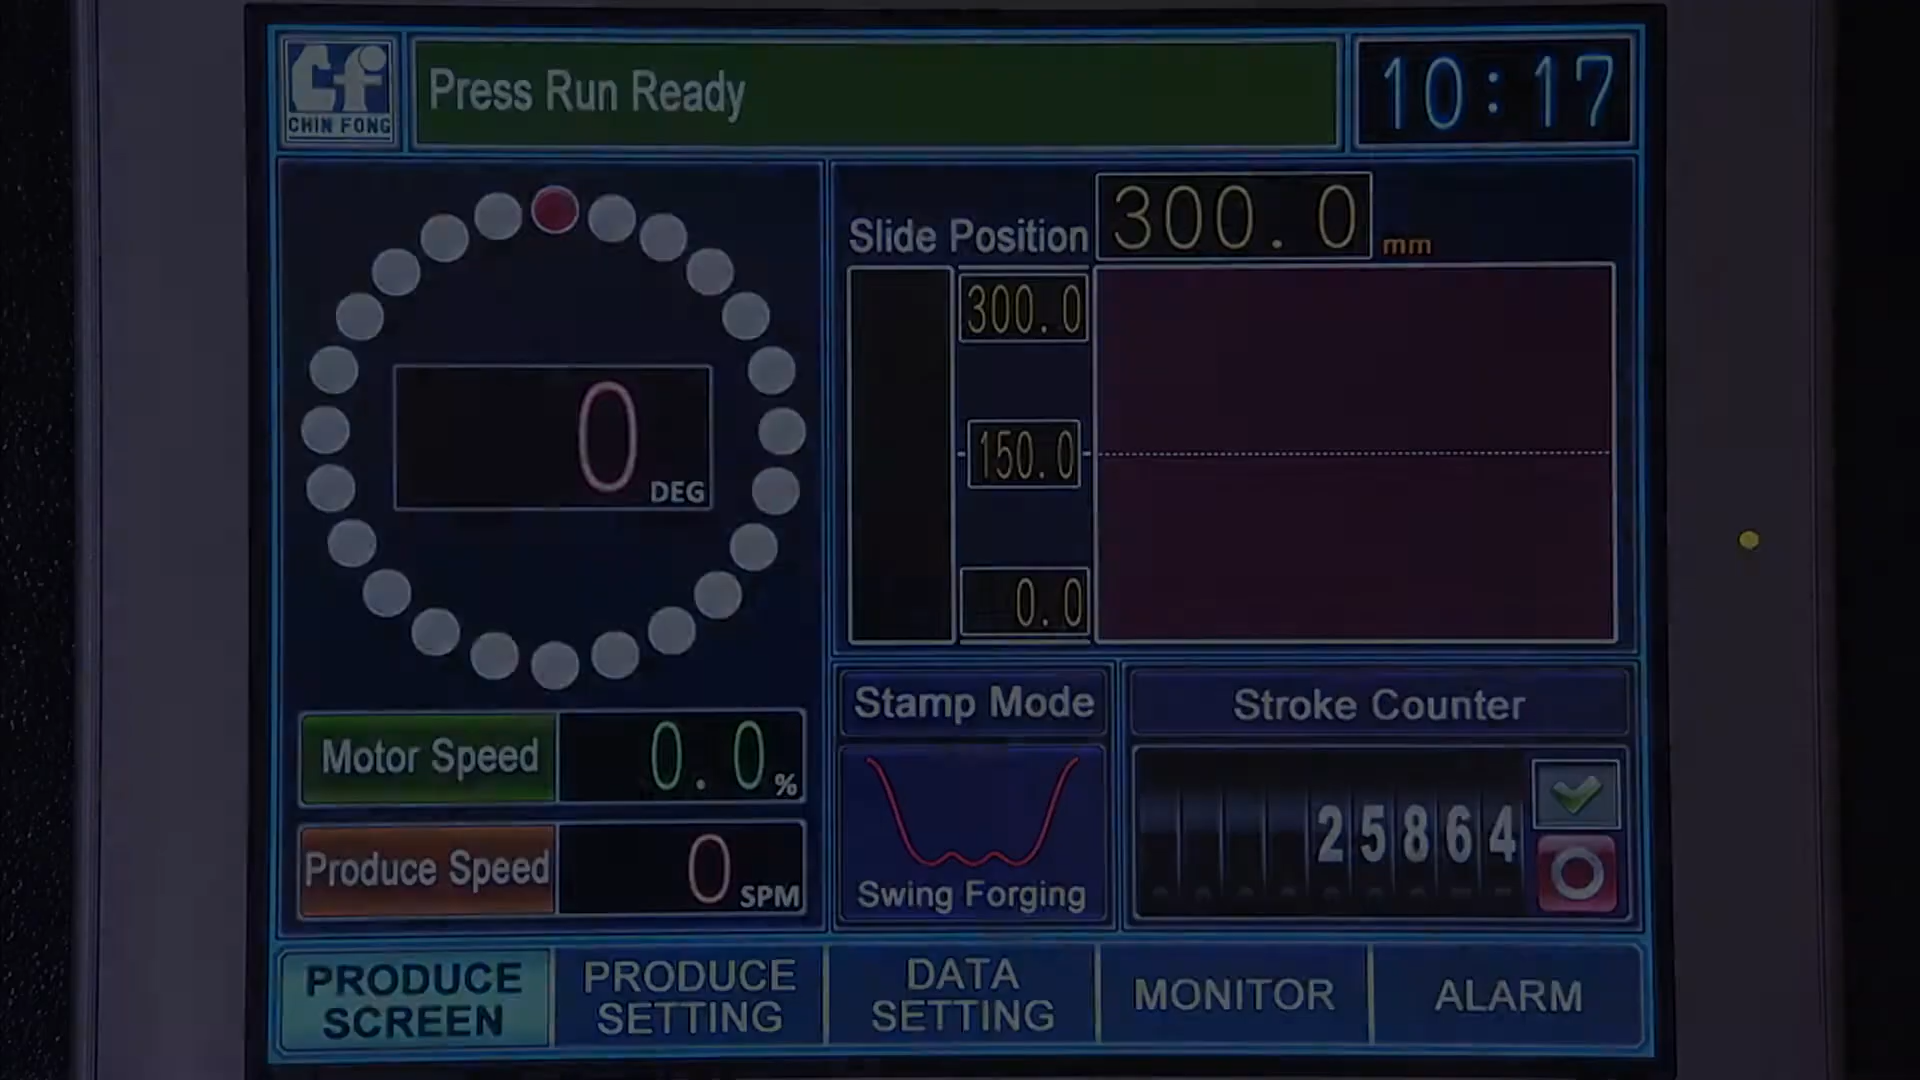 CHIN FONG
Press Run Ready
10:17
0
DEG
Motor Speed
0.0
%
Produce Speed
0
SPM
Slide Position
300.0
mm
300.0
150.0
0.0
Stamp Mode
Swing Forging
Stroke Counter
25864
PRODUCE
SCREEN
PRODUCE
SETTING
DATA
SETTING
MONITOR
ALARM